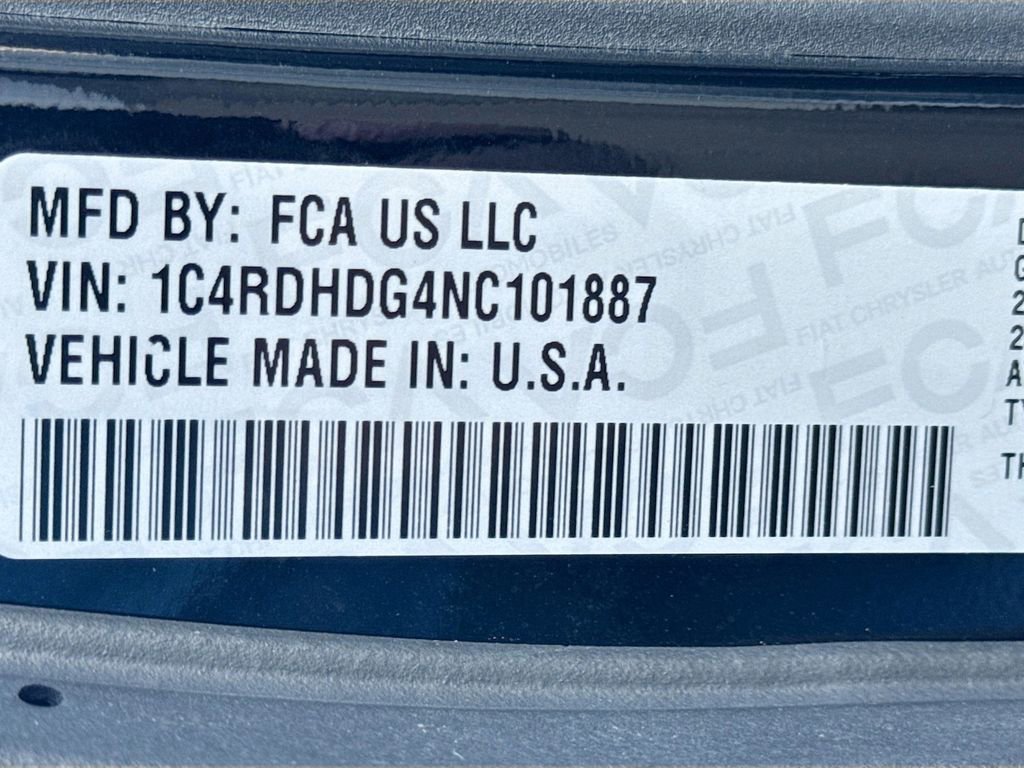 MFD BY: FCA US LLC
VIN: 1C4RDHDG4NC101887
VEHICLE MADE IN: U.S.A.